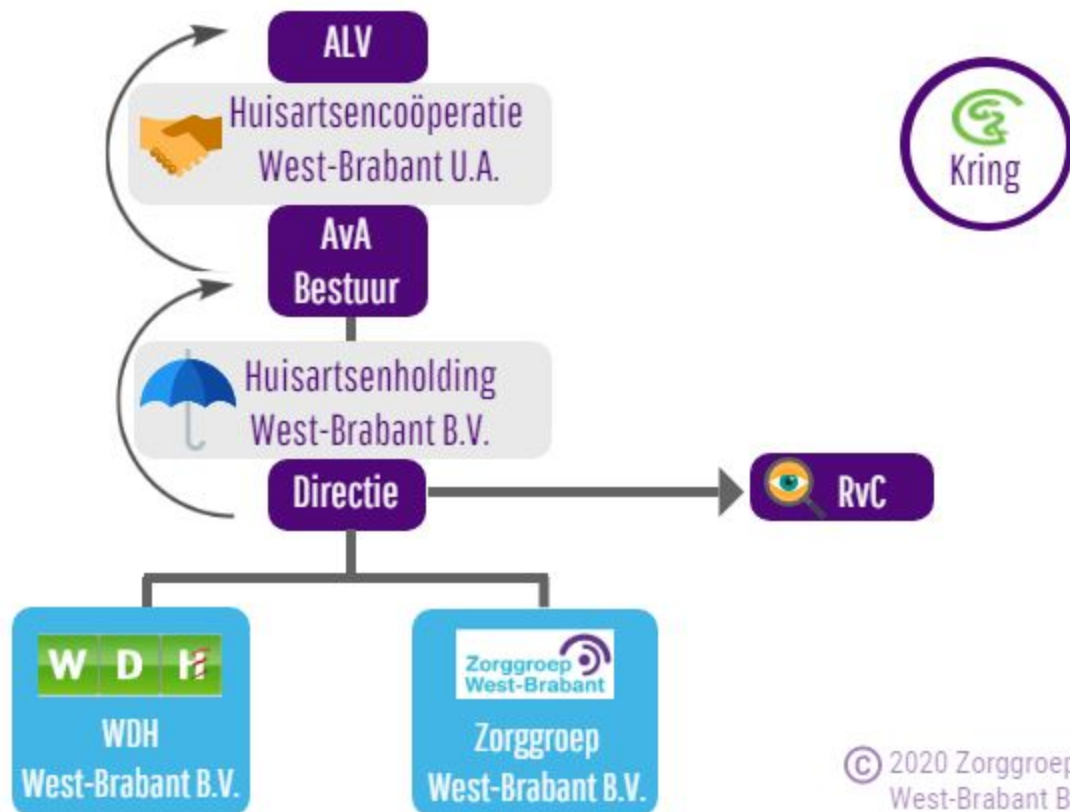 ALV
Huisartsencoöperatie
West-Brabant U.A.
Kring
AvA
Bestuur
Huisartsenholding
West-Brabant B.V.
Directie
RvC
WDH
WDH
West-Brabant B.V.
Zorggroep
West-Brabant
Zorggroep
West-Brabant B.V.
© 2020 Zorggroep
West-Brabant B